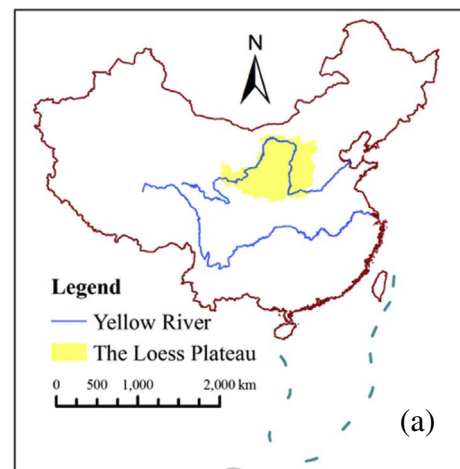 N
Legend
Yellow River
The Loess Plateau
0 500 1,000 2,000 km
(a)